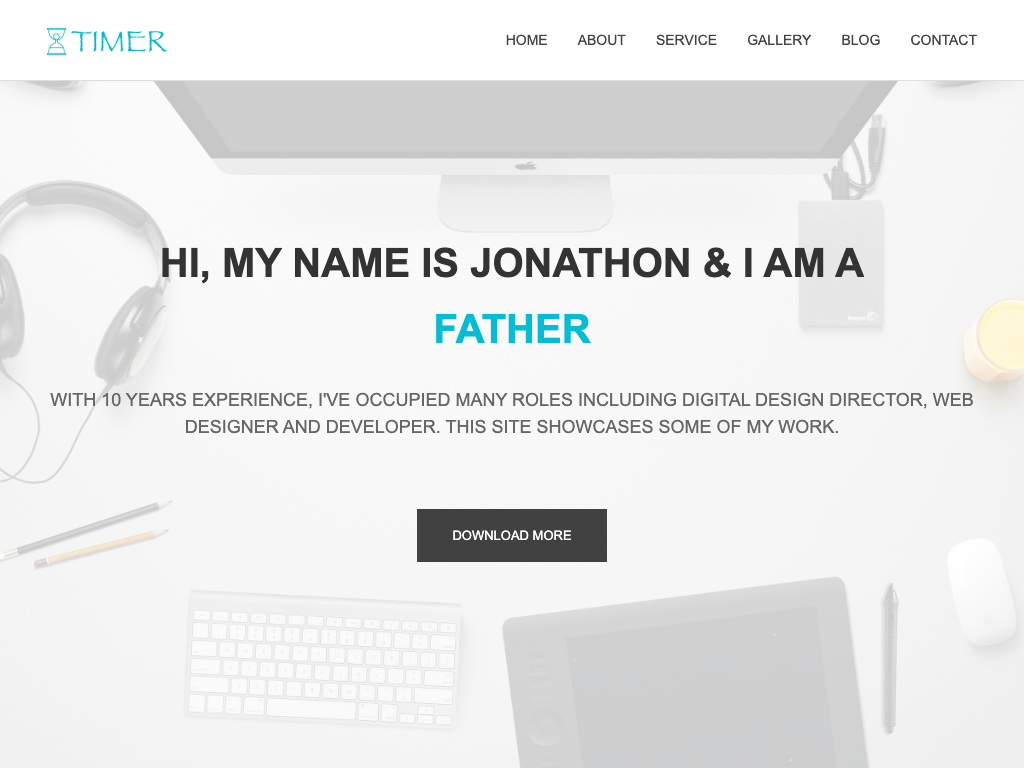 TIMER
HOME ABOUT SERVICE GALLERY BLOG CONTACT
HI, MY NAME IS JONATHON & I AM A
FATHER
WITH 10 YEARS EXPERIENCE, I'VE OCCUPIED MANY ROLES INCLUDING DIGITAL DESIGN DIRECTOR, WEB
DESIGNER AND DEVELOPER. THIS SITE SHOWCASES SOME OF MY WORK.
DOWNLOAD MORE